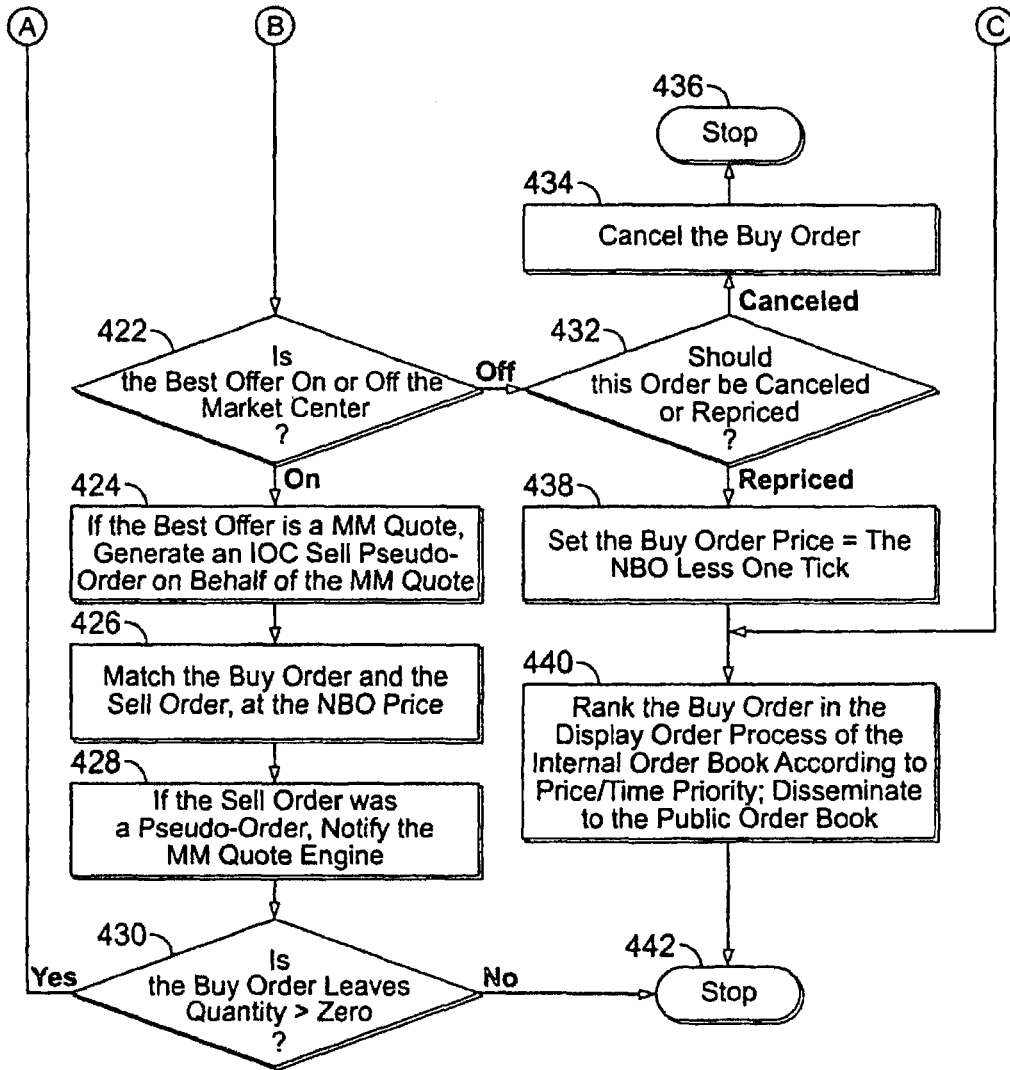 A
B
C
436
Stop
434
Cancel the Buy Order
Canceled
422
Is
the Best Offer On or Off the
Market Center
?
Off
432
Should
this Order be Canceled
or Repriced
?
On
Repriced
424
If the Best Offer is a MM Quote,
Generate an IOC Sell Pseudo-
Order on Behalf of the MM Quote
438
Set the Buy Order Price = The
NBO Less One Tick
426
Match the Buy Order and the
Sell Order, at the NBO Price
440
Rank the Buy Order in the
Display Order Process of the
Internal Order Book According to
Price/Time Priority; Disseminate
to the Public Order Book
428
If the Sell Order was
a Pseudo-Order, Notify the
MM Quote Engine
430
Is
the Buy Order Leaves
Quantity > Zero
?
Yes
No
442
Stop